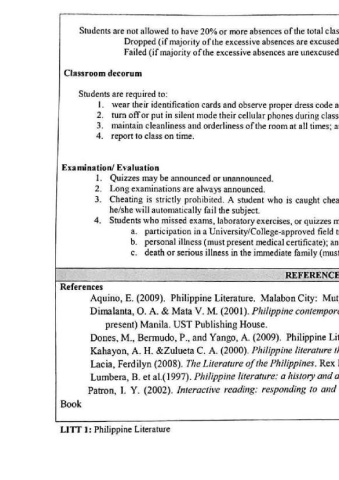 Students are not allowed to have 20% or more absences of the total clas
Dropped (if majority of the excessive absences are excused
Failed (if majority of the excessive absences are unexcused
Classroom decorum
Students are required to:
1. wear their identification cards and observe proper dress code a
2. turn off or put in silent mode their cellular phones during class
3. maintain cleanliness and orderliness of the room at all times; a
4. report to class on time.
Examination/ Evaluation
1. Quizzes may be announced or unannounced.
2. Long examinations are always announced.
3. Cheating is strictly prohibited. A student who is caught chea
he/she will automatically fail the subject.
4. Students who missed exams, laboratory exercises, or quizzes m
a. participation in a University/College-approved field t
b. personal illness (must present medical certificate); an
c. death or serious illness in the immediate family (must
REFERENCE
References
Aquino, E. (2009). Philippine Literature. Malabon City: Mut
Dimalanta, O. A. & Mata V. M. (2001). Philippine contempora
present) Manila. UST Publishing House.
Dones, M., Bermudo, P., and Yango, A. (2009). Philippine Lit
Kahayon, A. H. &Zulueta C. A. (2000). Philippine literature th
Lacia, Ferdilyn (2008). The Literature of the Philippines. Rex
Lumbera, B. et al.(1997). Philippine literature: a history and a
Patron, I. Y. (2002). Interactive reading: responding to and
Book
LITT 1: Philippine Literature